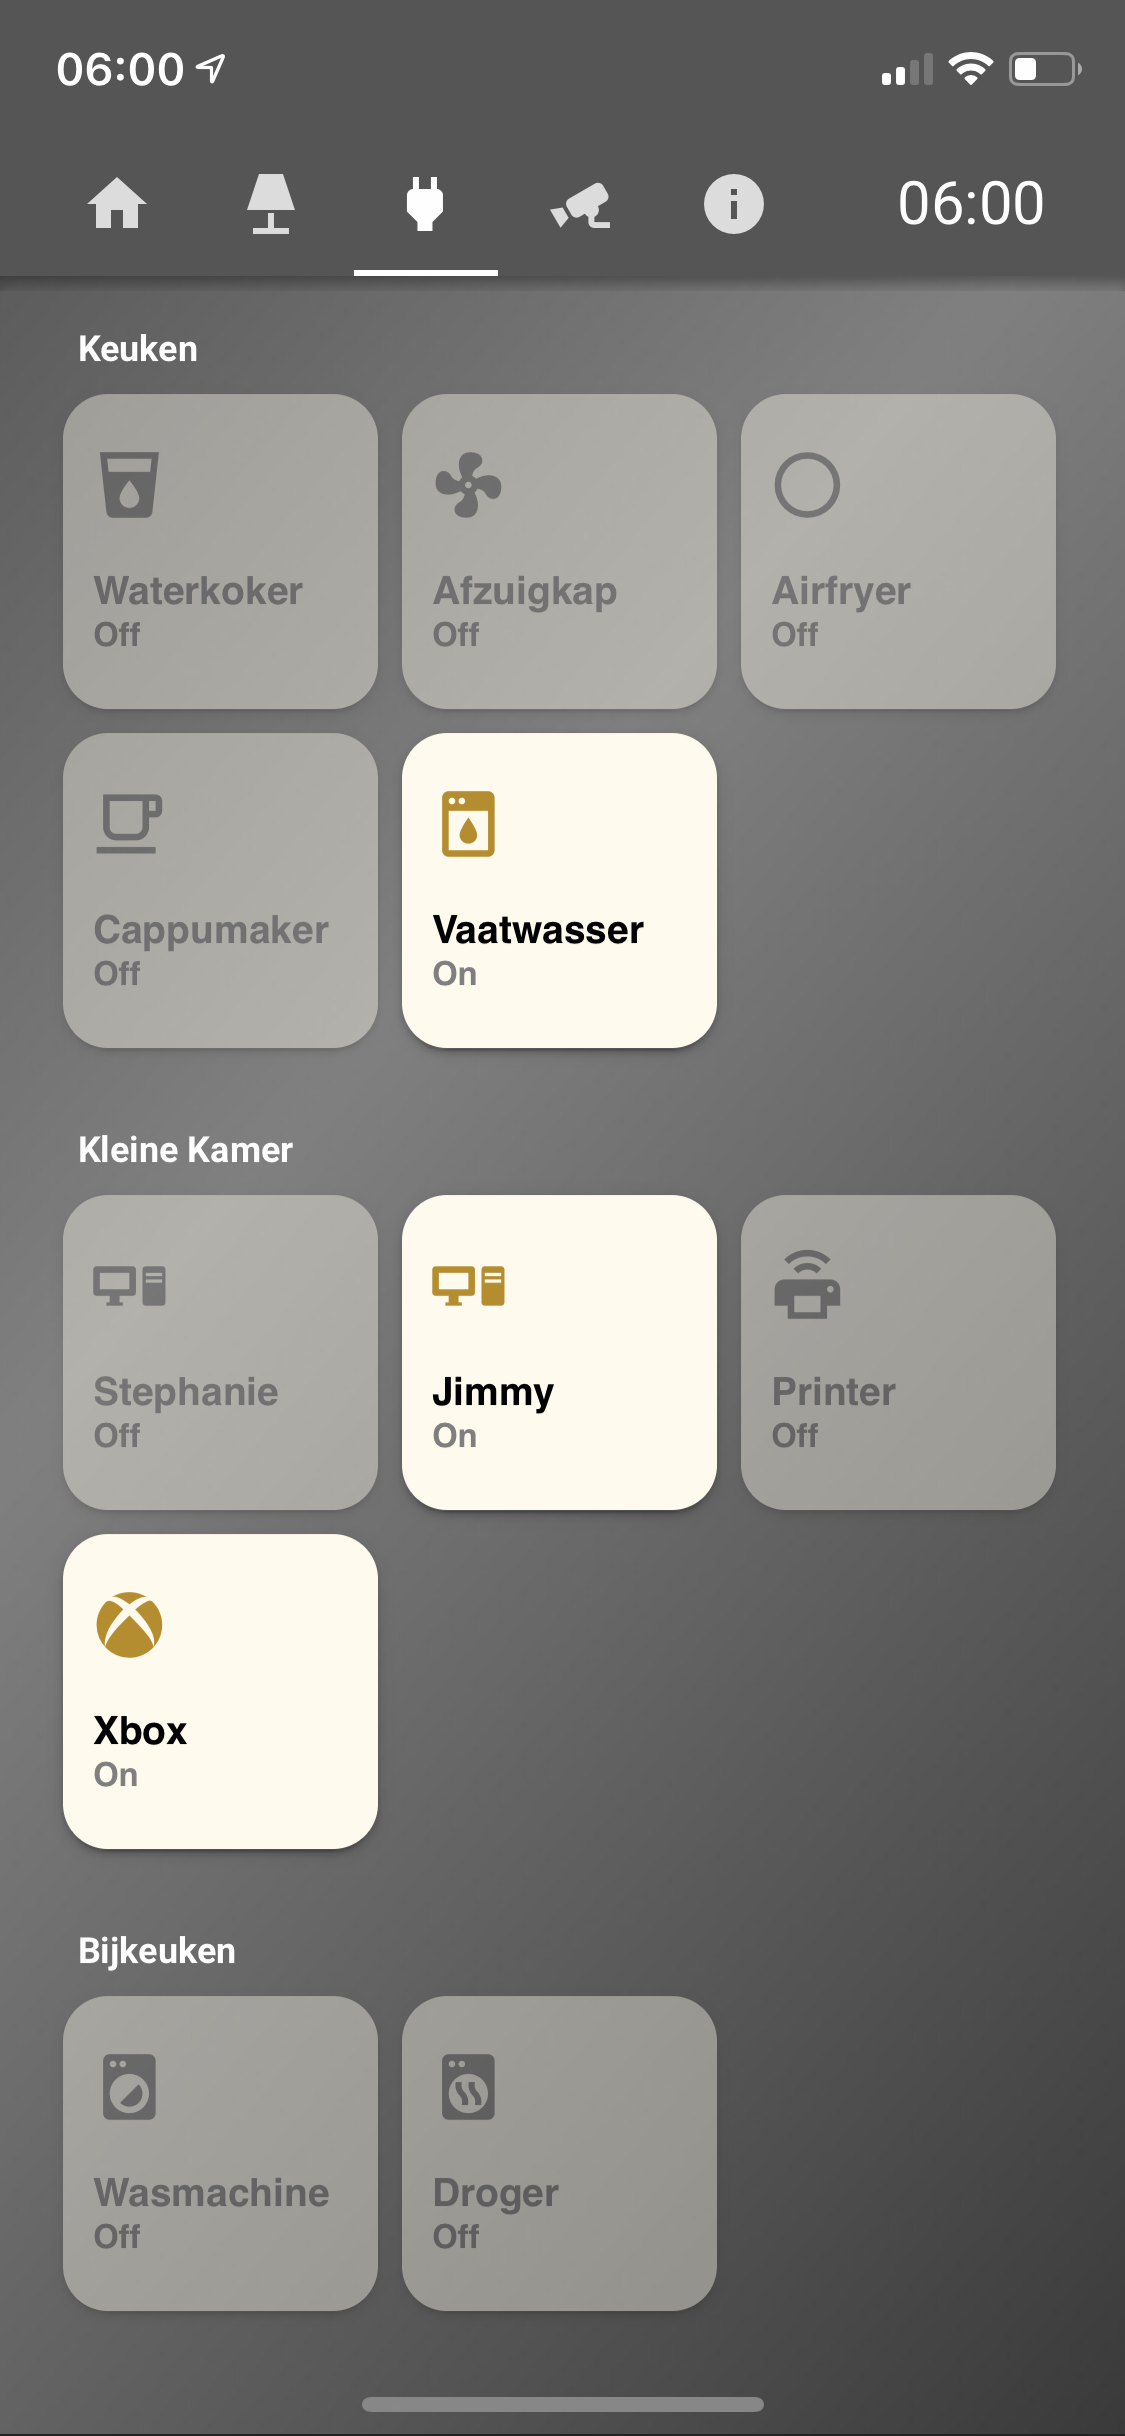 06:00
06:00
Keuken
Waterkoker
Off
Afzuigkap
Off
Airfryer
Off
Cappumaker
Off
Vaatwasser
On
Kleine Kamer
Stephanie
Off
Jimmy
On
Printer
Off
Xbox
On
Bijkeuken
Wasmachine
Off
Droger
Off